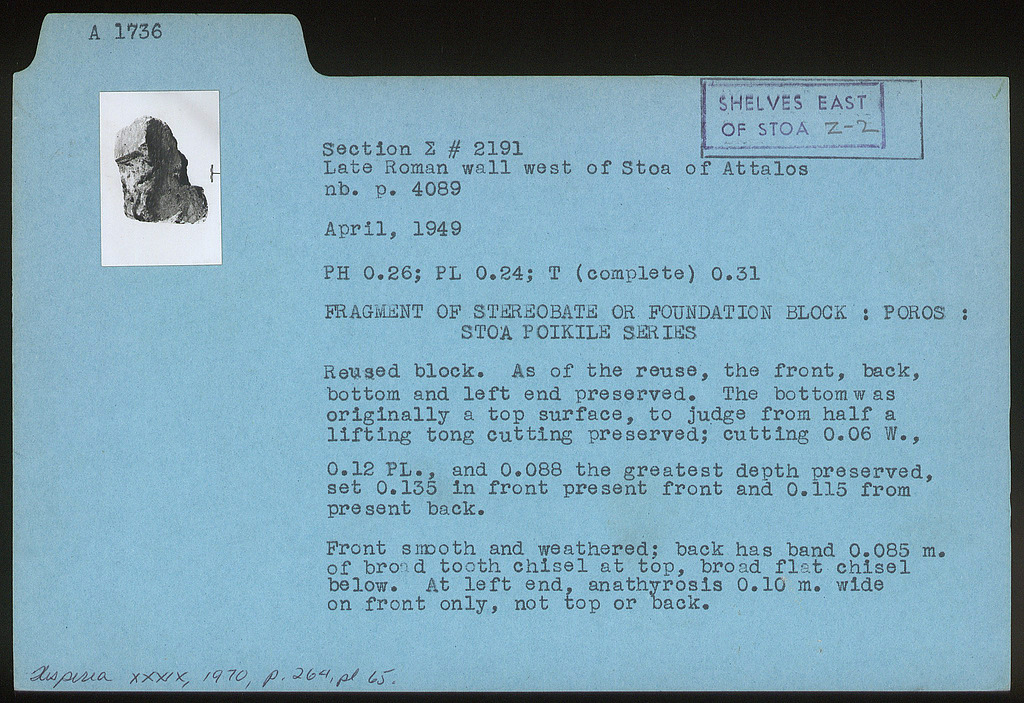 A 1736
SHELVES EAST
OF STOA Z-2
Section Σ # 2191
Late Roman wall west of Stoa of Attalos
nb. p. 4089
April, 1949
PH 0.26; PL 0.24; T (complete) 0.31
FRAGMENT OF STEREOBATE OR FOUNDATION BLOCK : POROS :
STOA POIKILE SERIES
Reused block. As of the reuse, the front, back,
bottom and left end preserved. The bottom was
originally a top surface, to judge from half a
lifting tong cutting preserved; cutting 0.06 W.,
0.12 PL., and 0.088 the greatest depth preserved,
set 0.135 in front present front and 0.115 from
present back.
Front smooth and weathered; back has band 0.085 m.
of broad tooth chisel at top, broad flat chisel
below. At left end, anathyrosis 0.10 m. wide
on front only, not top or back.
Hesperia XXXIX, 1970, p. 264, pl 65.